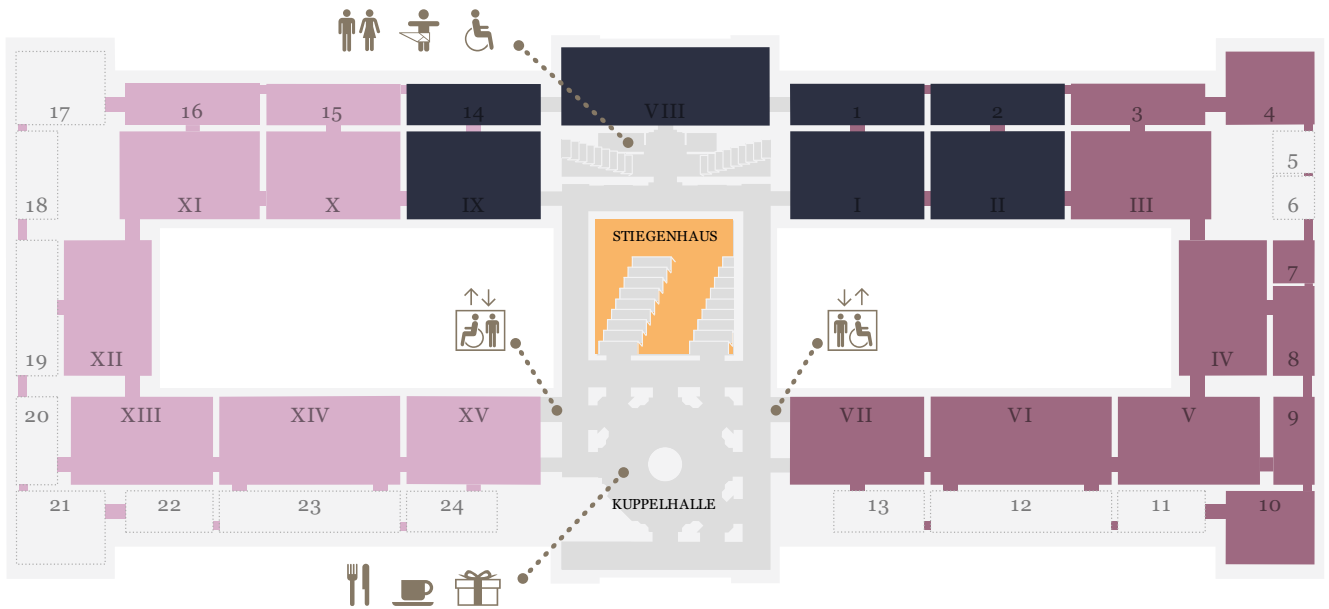 17
16
15
14
VIII
1
2
3
4
5
18
XI
X
IX
I
II
III
6
STIEGENHAUS
7
19
XII
IV
8
20
XIII
XIV
XV
VII
VI
V
9
21
22
23
24
KUPPELHALLE
13
12
11
10